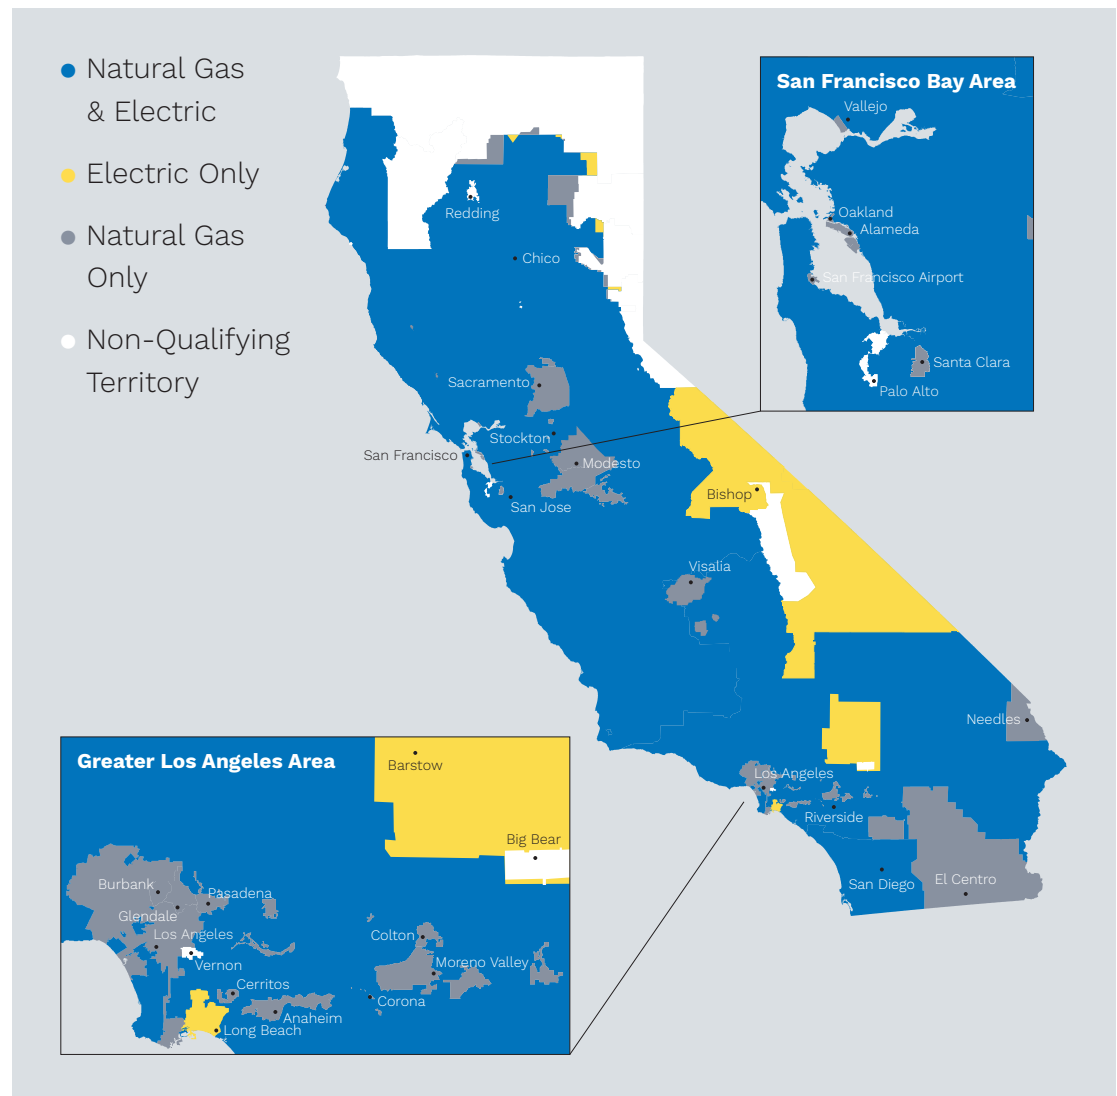 Natural Gas
& Electric
Electric Only
Natural Gas
Only
Non-Qualifying
Territory
San Francisco Bay Area
Vallejo
Oakland
Alameda
San Francisco Airport
Santa Clara
Palo Alto
Redding
Chico
Sacramento
Stockton
San Francisco
Modesto
San Jose
Bishop
Visalia
Needles
Los Angeles
Riverside
San Diego
El Centro
Greater Los Angeles Area
Barstow
Big Bear
Burbank
Pasadena
Glendale
Los Angeles
Colton
Vernon
Moreno Valley
Cerritos
Corona
Anaheim
Long Beach